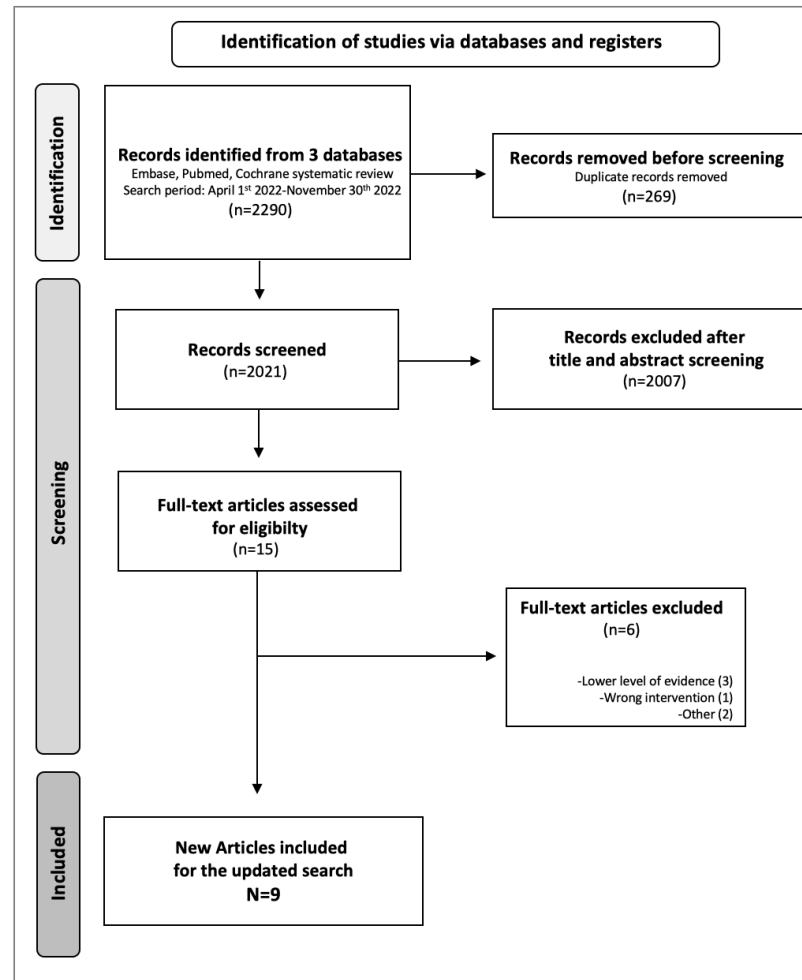 Identification of studies via databases and registers
Identification
Records identified from 3 databases
Embase, Pubmed, Cochrane systematic review
Search period: April 1st 2022-November 30th 2022
(n=2290)
Records removed before screening
Duplicate records removed
(n=269)
Screening
Records screened
(n=2021)
Records excluded after
title and abstract screening
(n=2007)
Full-text articles assessed
for eligibilty
(n=15)
Full-text articles excluded
(n=6)
-Lower level of evidence (3)
-Wrong intervention (1)
-Other (2)
Included
New Articles included
for the updated search
N=9